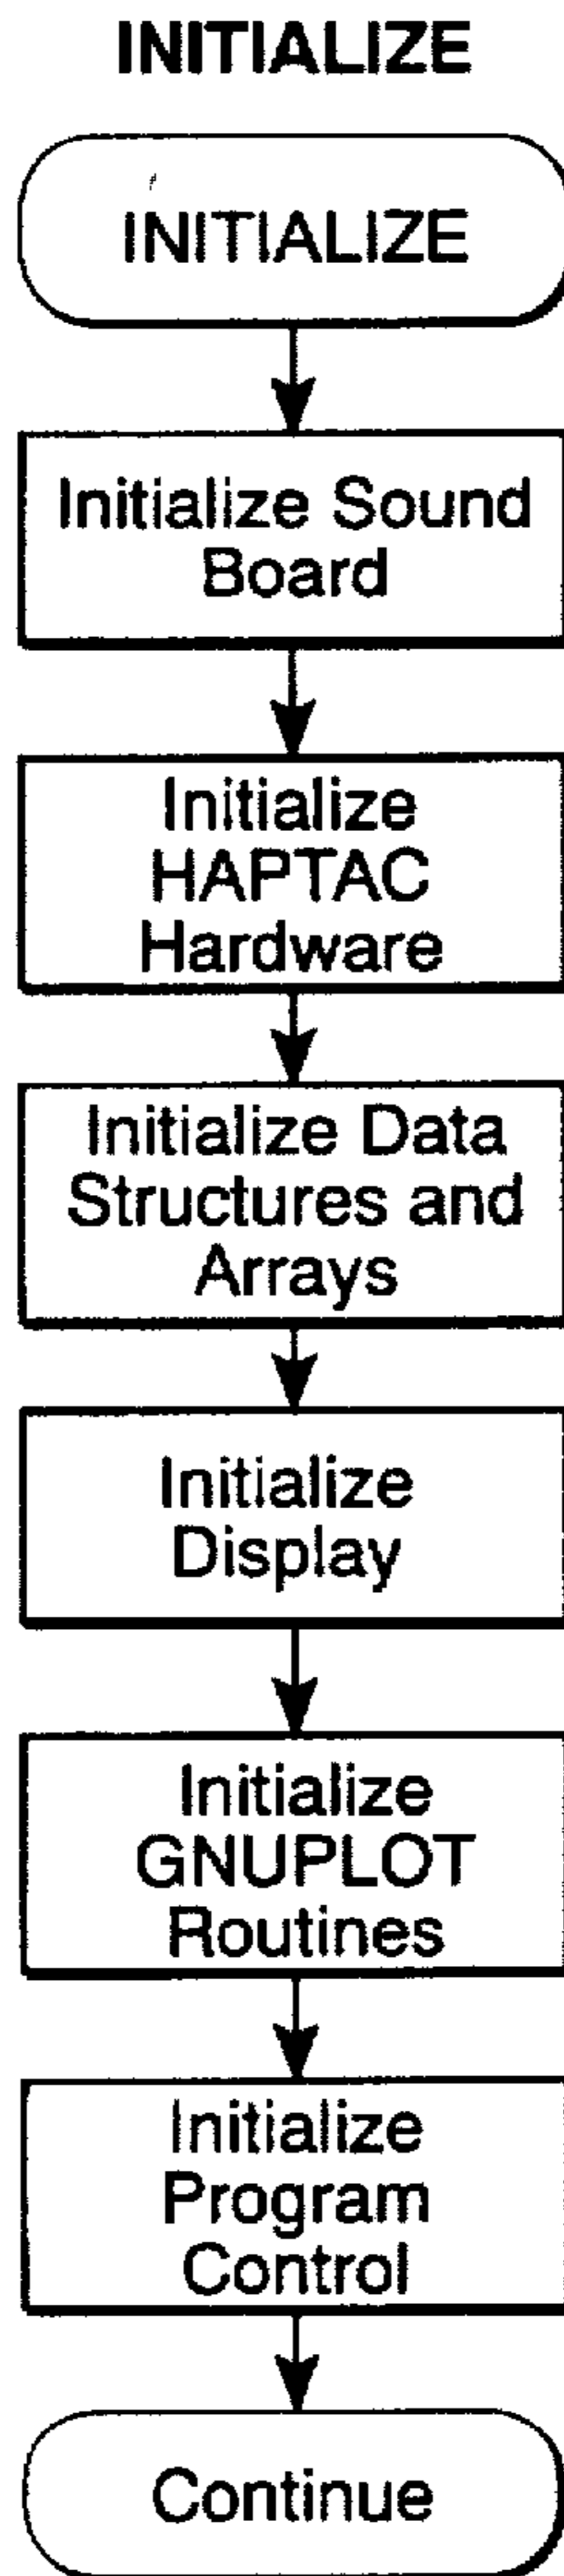 INITIALIZE
INITIALIZE
Initialize Sound
Board
Initialize
HAPTAC
Hardware
Initialize Data
Structures and
Arrays
Initialize
Display
Initialize
GNUPLOT
Routines
Initialize
Program
Control
Continue